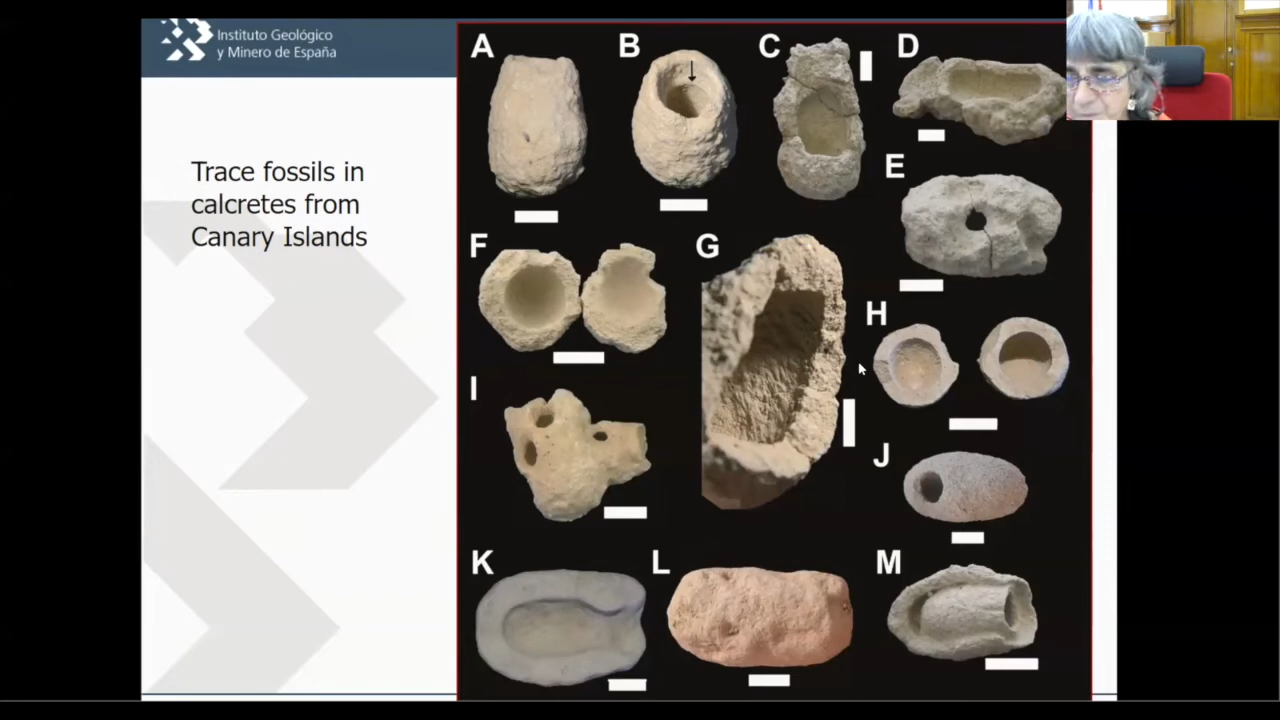 Instituto Geológico
y Minero de España
Trace fossils in
calcretes from
Canary Islands
A
B
C
D
E
F
G
H
I
J
K
L
M